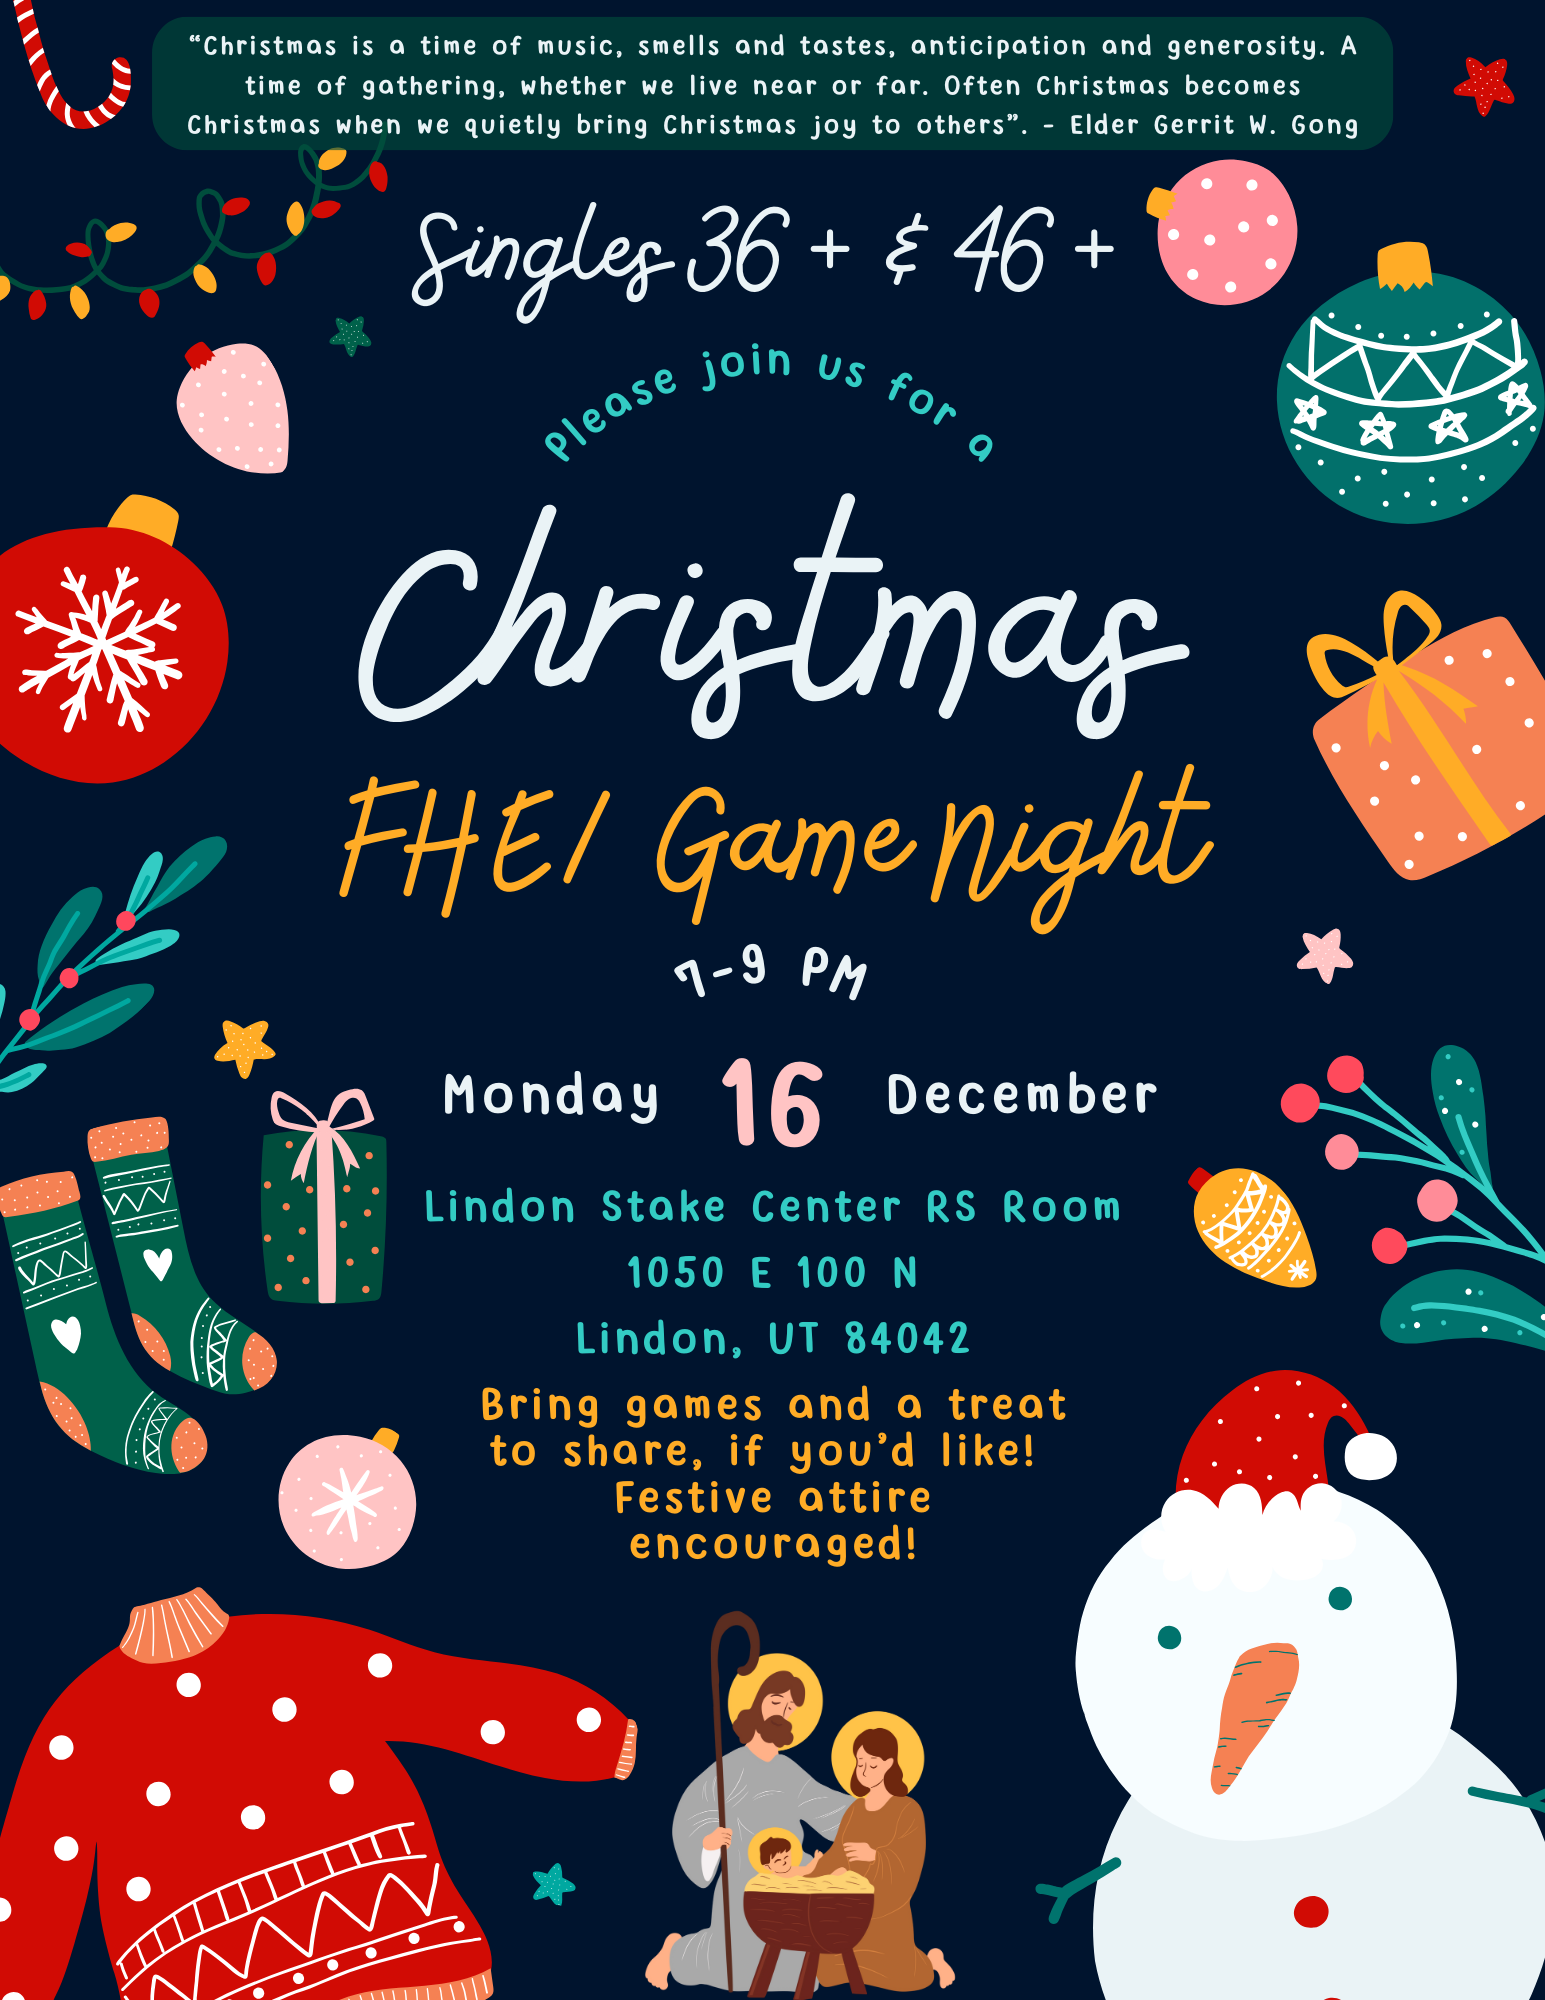 “Christmas is a time of music, smells and tastes, anticipation and generosity. A
time of gathering, whether we live near or far. Often Christmas becomes
Christmas when we quietly bring Christmas joy to others”. - Elder Gerrit W. Gong
Singles 36 + & 46 +
Please join us for a
Christmas
FHE/ Game Night
7-9 PM
Monday 16 December
Lindon Stake Center RS Room
1050 E 100 N
Lindon, UT 84042
Bring games and a treat
to share, if you’d like!
Festive attire
encouraged!